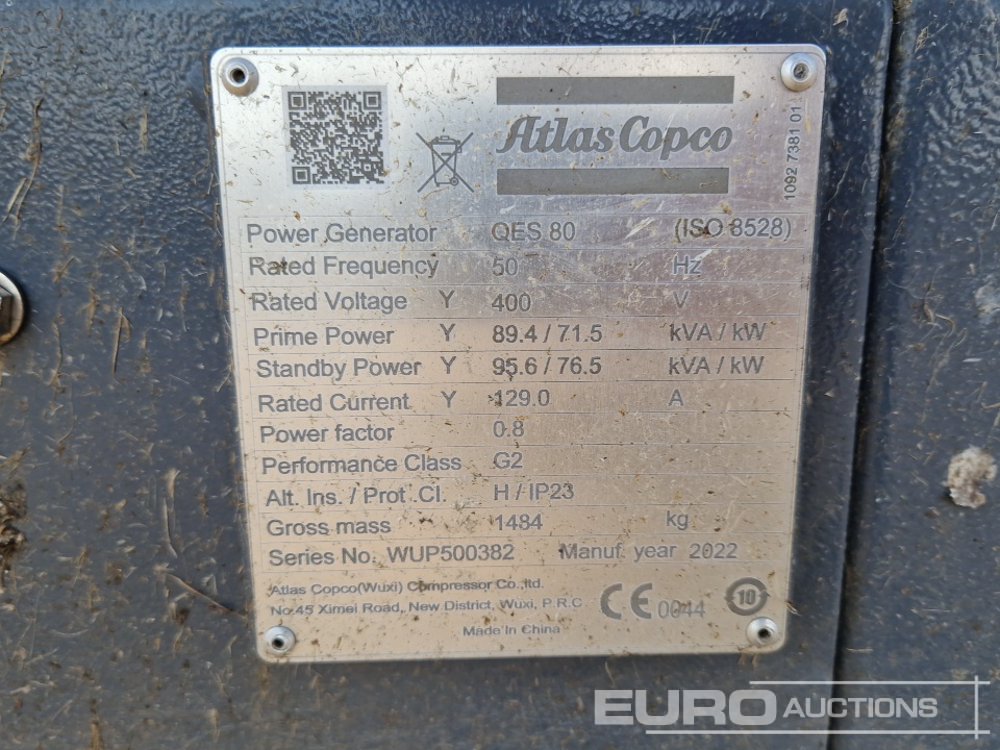 Atlas Copco
1092 7381 01
Power Generator QES 80 (ISO 8528)
Rated Frequency 50 Hz
Rated Voltage Y 400 V
Prime Power Y 89.4 / 71.5 kVA / kW
Standby Power Y 95.6 / 76.5 kVA / kW
Rated Current Y 129.0 A
Power factor 0.8
Performance Class G2
Alt. Ins. / Prot .Cl. H / IP23
Gross mass 1484 kg
Series No. WUP500382 Manuf. year 2022
Atlas Copco(Wuxi) Compressor Co.,ltd.
No.45 Ximei Road,, New District, Wuxi, P.R.C.
CE 0044
10
Made In China
EURO AUCTIONS